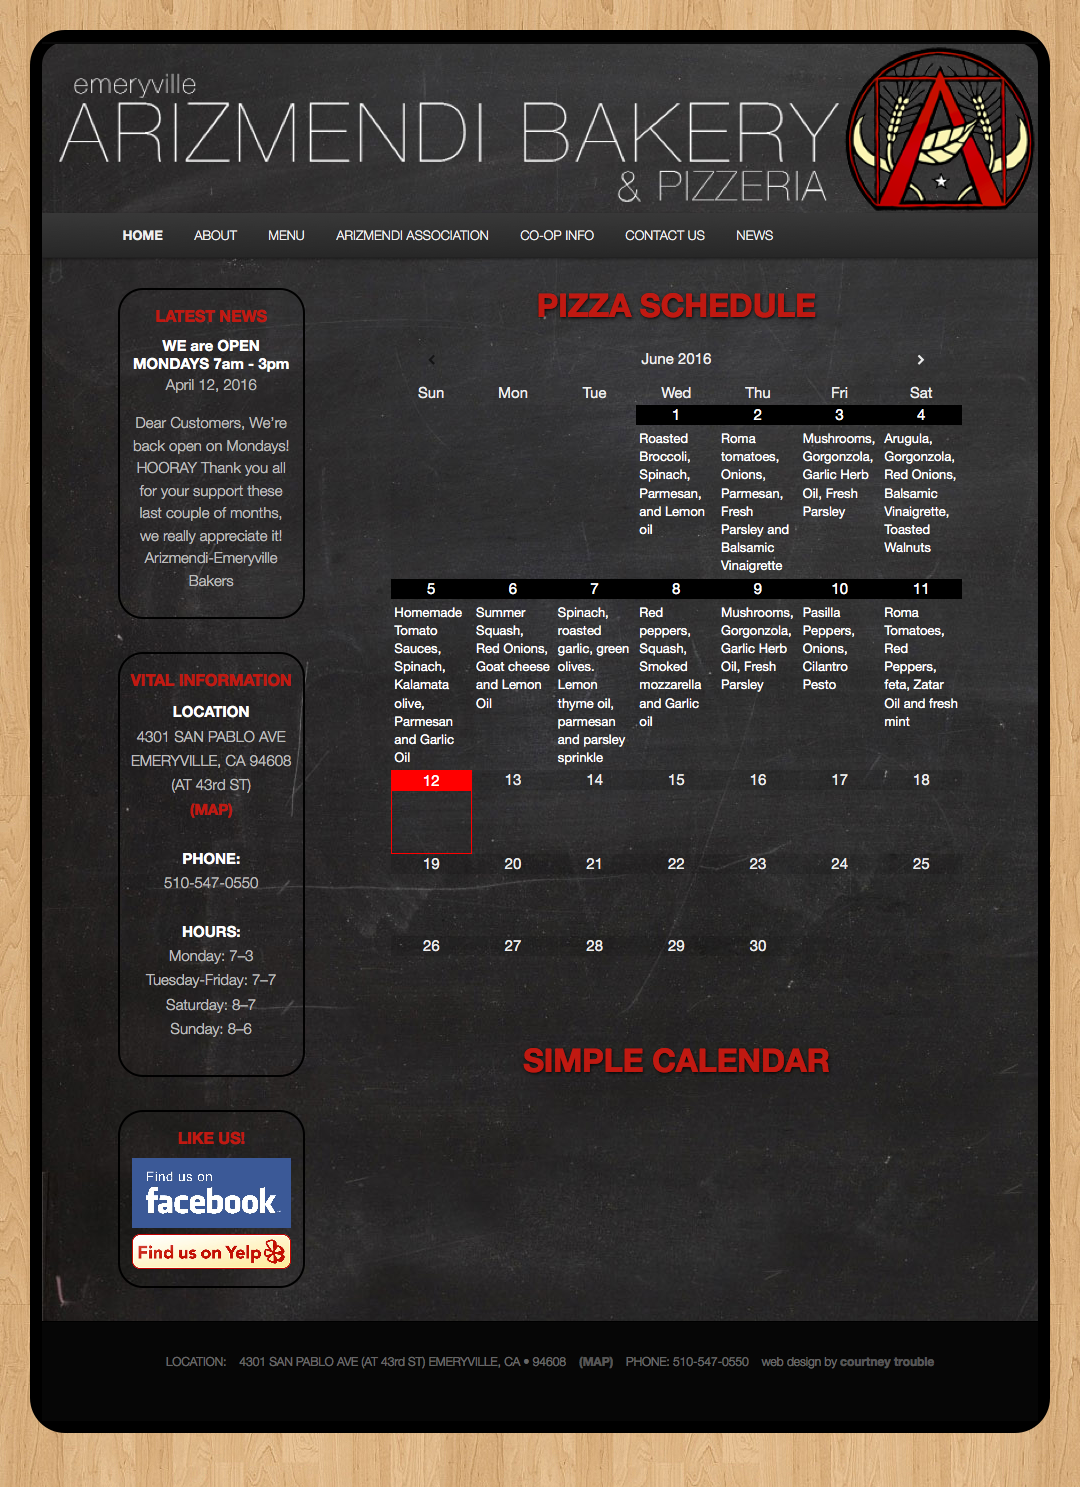 emeryville
ARIZMENDI BAKERY
& PIZZERIA
A
HOME ABOUT MENU ARIZMENDI ASSOCIATION CO-OP INFO CONTACT US NEWS
LATEST NEWS
WE are OPEN
MONDAYS 7am - 3pm
April 12, 2016
Dear Customers, We're
back open on Mondays!
HOORAY Thank you all
for your support these
last couple of months,
we really appreciate it!
Arizmendi-Emeryville
Bakers
VITAL INFORMATION
LOCATION
4301 SAN PABLO AVE
EMERYVILLE, CA 94608
(AT 43rd ST)
(MAP)
PHONE:
510-547-0550
HOURS:
Monday: 7–3
Tuesday-Friday: 7–7
Saturday: 8–7
Sunday: 8–6
LIKE US!
Find us on
facebook
Find us on Yelp
PIZZA SCHEDULE
June 2016
Sun Mon Tue Wed Thu Fri Sat
1 2 3 4
Roasted
Broccoli,
Spinach,
Parmesan,
and Lemon
oil
Roma
tomatoes,
Onions,
Parmesan,
Fresh
Parsley and
Balsamic
Vinaigrette
Mushrooms,
Gorgonzola,
Garlic Herb
Oil, Fresh
Parsley
Arugula,
Gorgonzola,
Red Onions,
Balsamic
Vinaigrette,
Toasted
Walnuts
5 6 7 8 9 10 11
Homemade
Tomato
Sauces,
Spinach,
Kalamata
olive,
Parmesan
and Garlic
Oil
Summer
Squash,
Red Onions,
Goat cheese
and Lemon
Oil
Spinach,
roasted
garlic, green
olives.
Lemon
thyme oil,
parmesan
and parsley
sprinkle
Red
peppers,
Squash,
Smoked
mozzarella
and Garlic
oil
Mushrooms,
Gorgonzola,
Garlic Herb
Oil, Fresh
Parsley
Pasilla
Peppers,
Onions,
Cilantro
Pesto
Roma
Tomatoes,
Red
Peppers,
feta, Zatar
Oil and fresh
mint
12 13 14 15 16 17 18
19 20 21 22 23 24 25
26 27 28 29 30
SIMPLE CALENDAR
LOCATION: 4301 SAN PABLO AVE (AT 43rd ST) EMERYVILLE, CA • 94608 (MAP) PHONE: 510-547-0550 web design by courtney trouble